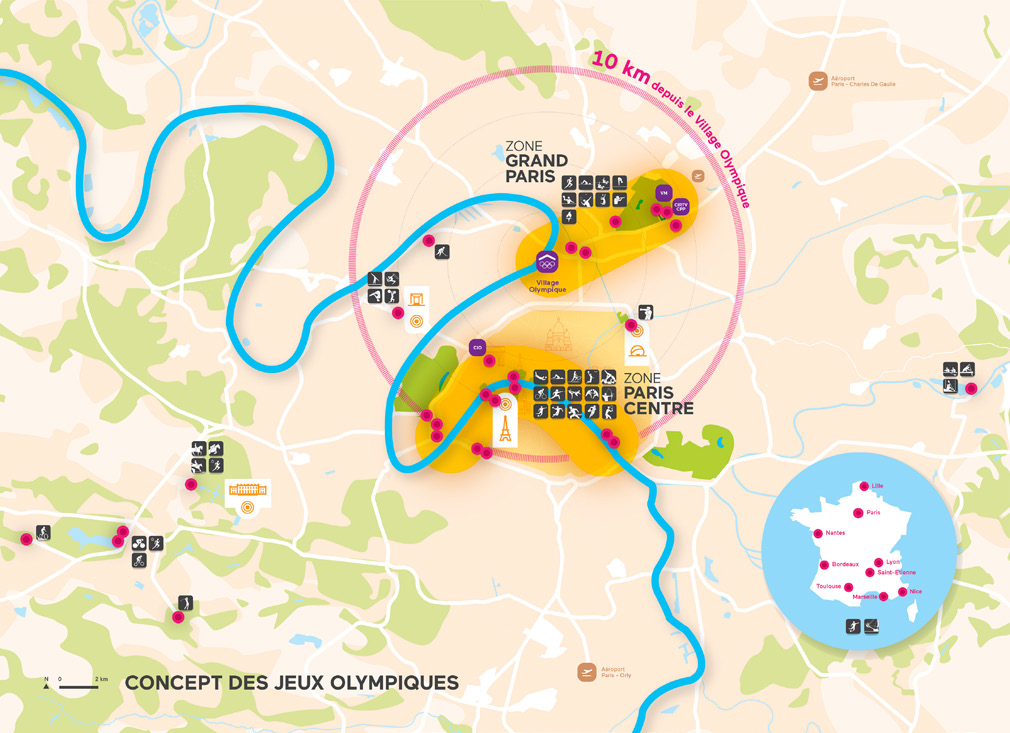 10 km depuis le Village Olympique
Aéroport
Paris - Charles De Gaulle
ZONE
GRAND
PARIS
VM
CIRTV
CPP
Village
Olympique
CIO
ZONE
PARIS
CENTRE
Lille
Paris
Nantes
Lyon
Bordeaux
Saint-Étienne
Toulouse
Nice
Marseille
Aéroport
Paris - Orly
N
0 2 km
CONCEPT DES JEUX OLYMPIQUES